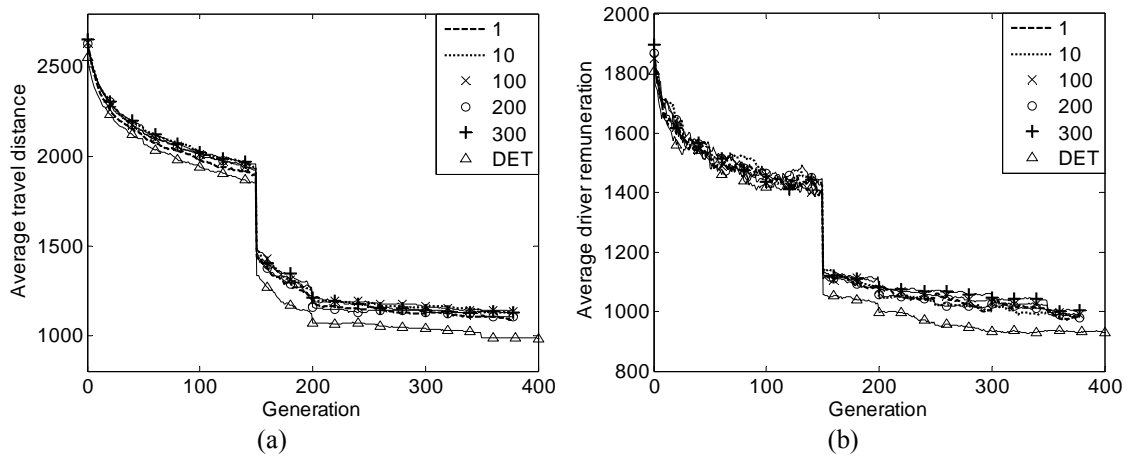 2500
2000
1500
1000
Average travel distance
0 100 200 300 400
Generation
1
10
100
200
300
DET
(a)
2000
1800
1600
1400
1200
1000
800
Average driver remuneration
0 100 200 300 400
Generation
1
10
100
200
300
DET
(b)